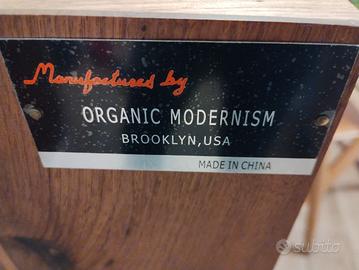 Manufactured by
ORGANIC MODERNISM
BROOKLYN,USA
MADE IN CHINA
subito